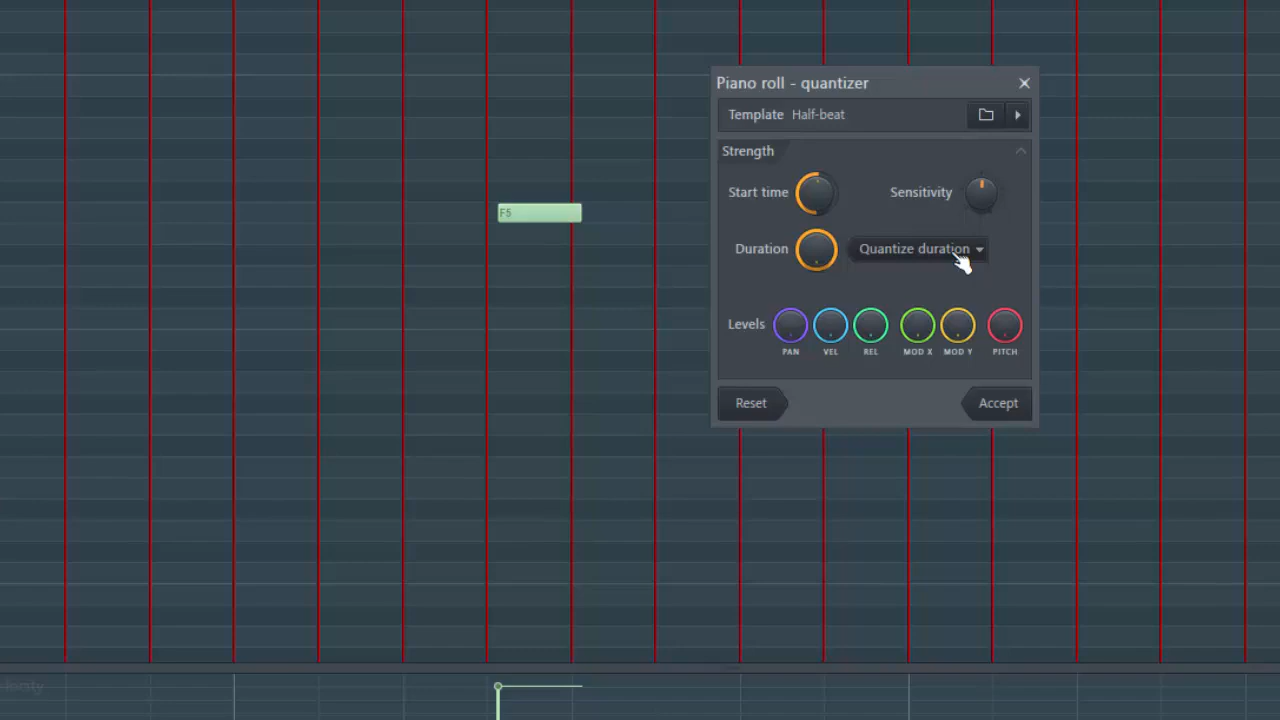 Piano roll - quantizer
Template Half-beat
Strength
Start time Sensitivity
F5
Duration Quantize duration
Levels
PAN VEL REL MOD X MOD Y PITCH
Reset Accept